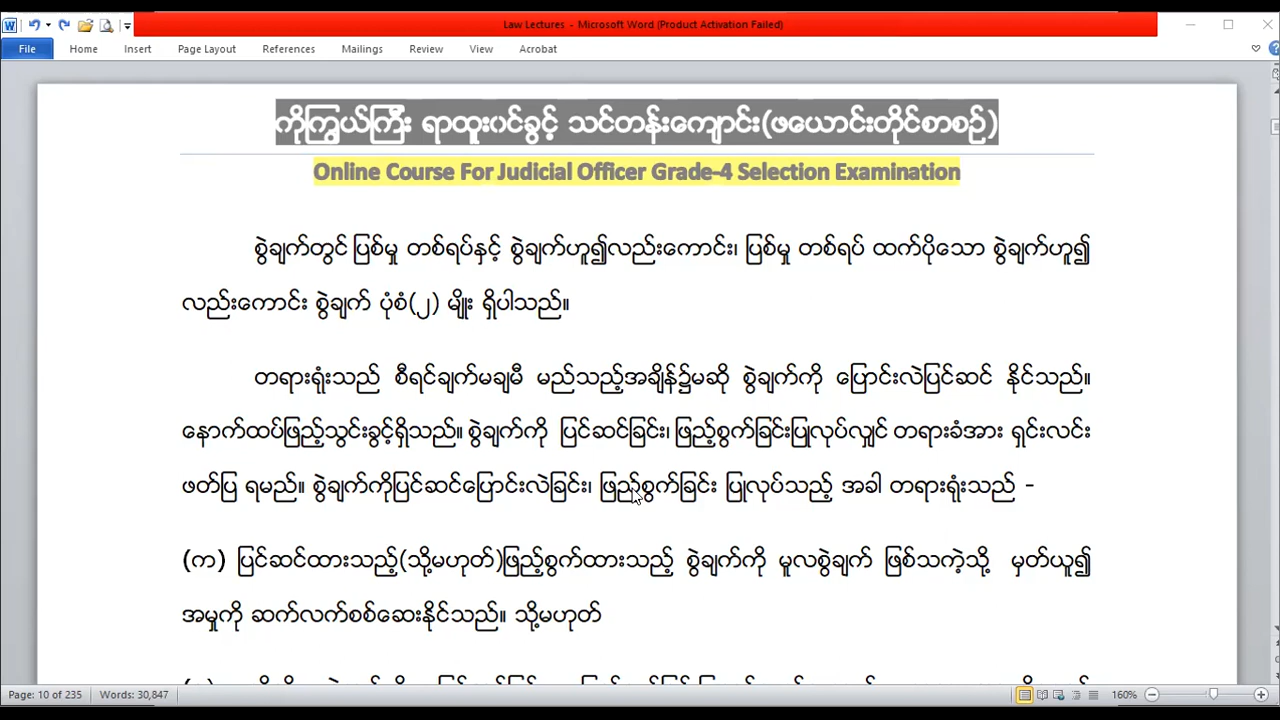 Law Lectures - Microsoft Word (Product Activation Failed)
File Home Insert Page Layout References Mailings Review View Acrobat
ကိုကြွယ်ကြီး ရာထူးဝင်ခွင့် သင်တန်းကျောင်း(ဖယောင်းတိုင်စာစဉ်)
Online Course For Judicial Officer Grade-4 Selection Examination
စွဲချက်တွင် ပြစ်မှု တစ်ရပ်နှင့် စွဲချက်ဟူ၍လည်းကောင်း၊ ပြစ်မှု တစ်ရပ် ထက်ပိုသော စွဲချက်ဟူ၍
လည်းကောင်း စွဲချက် ပုံစံ(၂) မျိုး ရှိပါသည်။
တရားရုံးသည် စီရင်ချက်မချမီ မည်သည့်အချိန်၌မဆို စွဲချက်ကို ပြောင်းလဲပြင်ဆင် နိုင်သည်။
နောက်ထပ်ဖြည့်သွင်းခွင့်ရှိသည်။ စွဲချက်ကို ပြင်ဆင်ခြင်း၊ ဖြည့်စွက်ခြင်းပြုလုပ်လျှင် တရားခံအား ရှင်းလင်း
ဖတ်ပြ ရမည်။ စွဲချက်ကိုပြင်ဆင်ပြောင်းလဲခြင်း၊ ဖြည့်စွက်ခြင်း ပြုလုပ်သည့် အခါ တရားရုံးသည် -
(က) ပြင်ဆင်ထားသည့်(သို့မဟုတ်)ဖြည့်စွက်ထားသည့် စွဲချက်ကို မူလစွဲချက် ဖြစ်သကဲ့သို့ မှတ်ယူ၍
အမှုကို ဆက်လက်စစ်ဆေးနိုင်သည်။ သို့မဟုတ်
Page: 10 of 235 Words: 30,847 160%